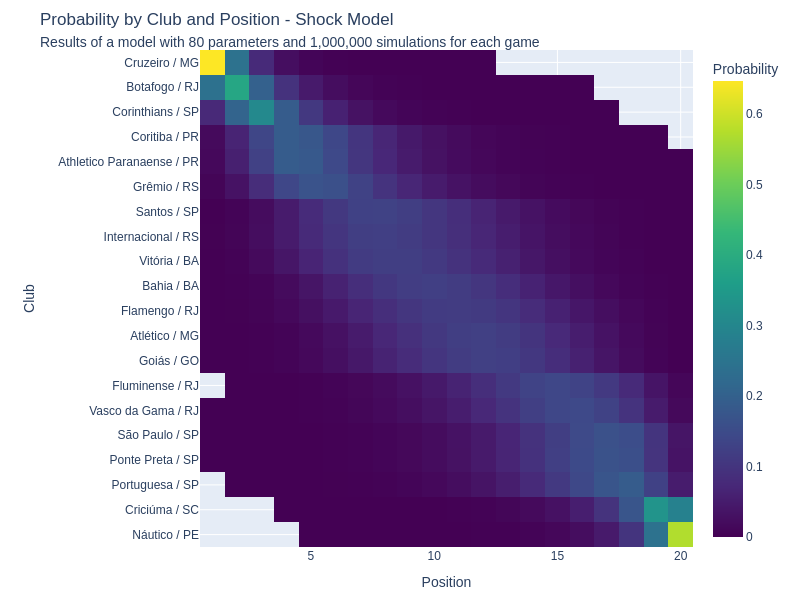 Probability by Club and Position - Shock Model
Results of a model with 80 parameters and 1,000,000 simulations for each game
Probability
Club
Cruzeiro / MG
Botafogo / RJ
Corinthians / SP
Coritiba / PR
Athletico Paranaense / PR
Grêmio / RS
Santos / SP
Internacional / RS
Vitória / BA
Bahia / BA
Flamengo / RJ
Atlético / MG
Goiás / GO
Fluminense / RJ
Vasco da Gama / RJ
São Paulo / SP
Ponte Preta / SP
Portuguesa / SP
Criciúma / SC
Náutico / PE
0.6
0.5
0.4
0.3
0.2
0.1
0
5 10 15 20
Position